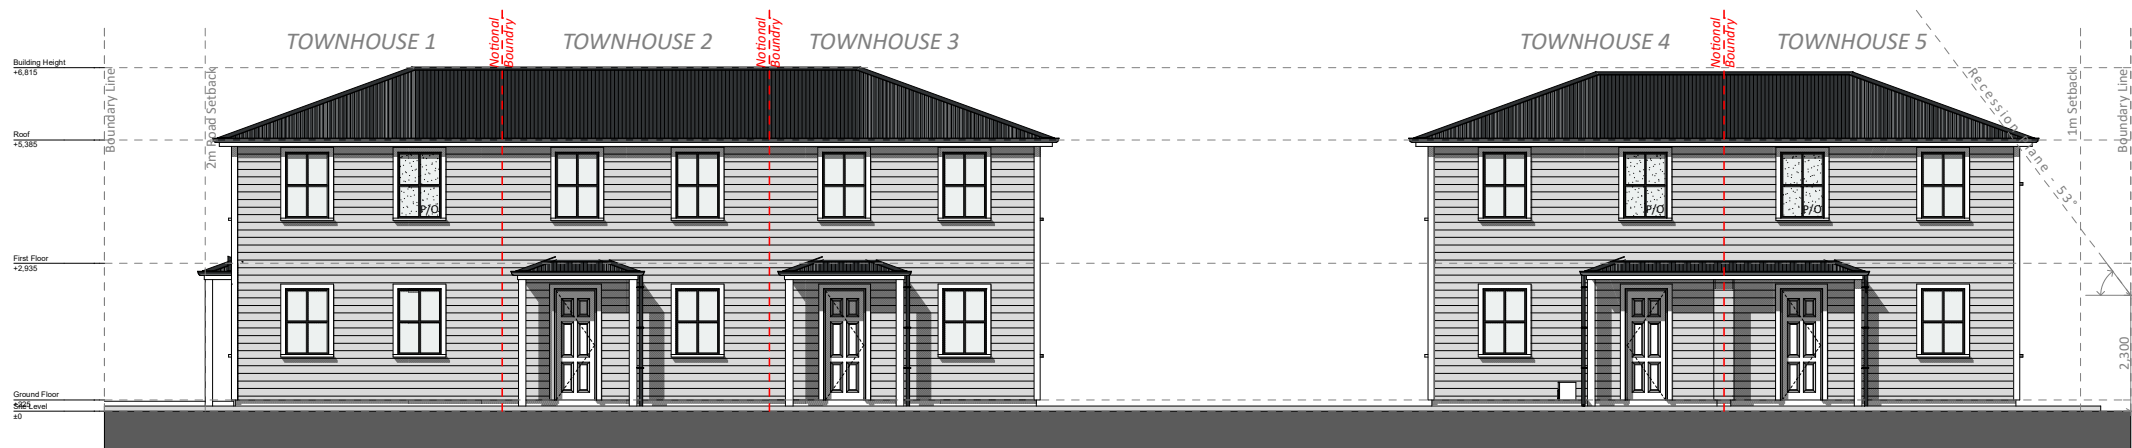 TOWNHOUSE 1
TOWNHOUSE 2
TOWNHOUSE 3
TOWNHOUSE 4
TOWNHOUSE 5
Notional
Boundry
Notional
Boundry
Notional
Boundry
Building Height
+6,815
Boundary Line
2m Road Setback
Recession Plane - 53°
1m Setback
Boundary Line
Roof
+5,385
P/O
P/O
P/O
First Floor
+2,935
2,300
Ground Floor
+225
Site Level
±0